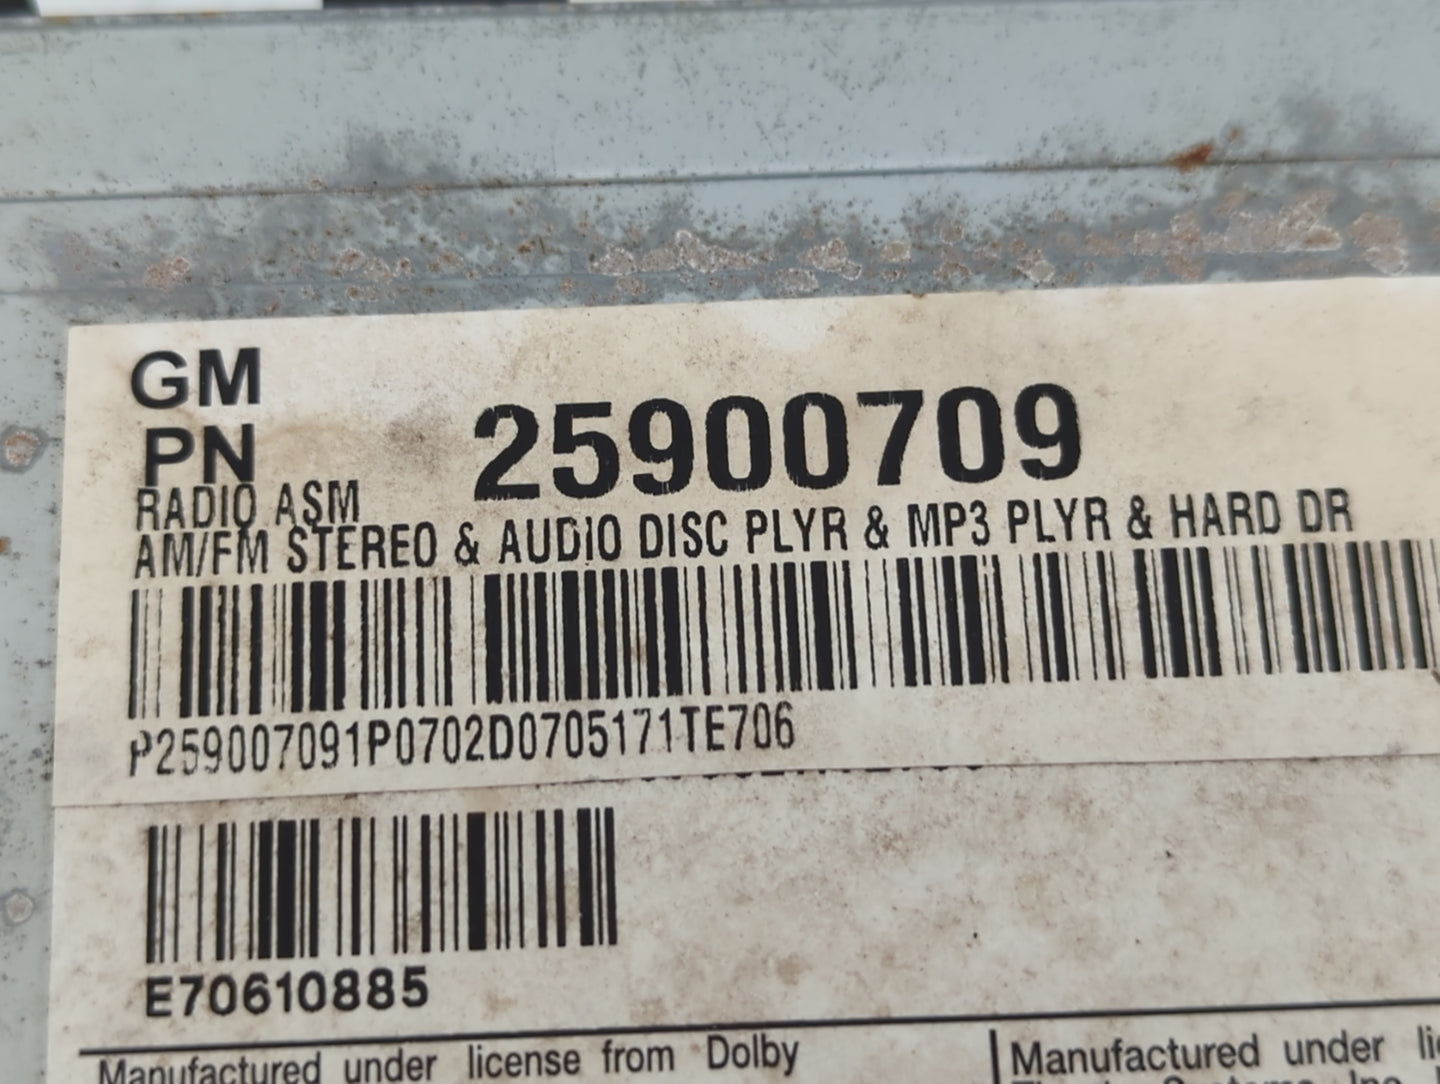 GM
PN 25900709
RADIO ASM
AM/FM STEREO & AUDIO DISC PLYR & MP3 PLYR & HARD DR
P259007091P0702D0705171TE706
E70610885
Manufactured under license from Dolby
Manufactured under